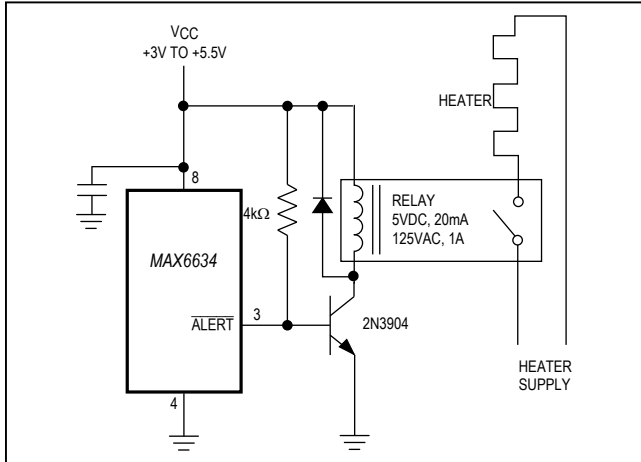 VCC
+3V TO +5.5V
HEATER
8
4kΩ
RELAY
5VDC, 20mA
125VAC, 1A
MAX6634
ALERT
3
2N3904
4
HEATER
SUPPLY